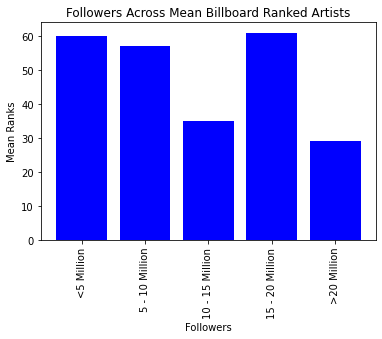 Followers Across Mean Billboard Ranked Artists
60
50
40
30
20
10
0
Mean Ranks
<5 Million
5 - 10 Million
10 - 15 Million
15 - 20 Million
>20 Million
Followers